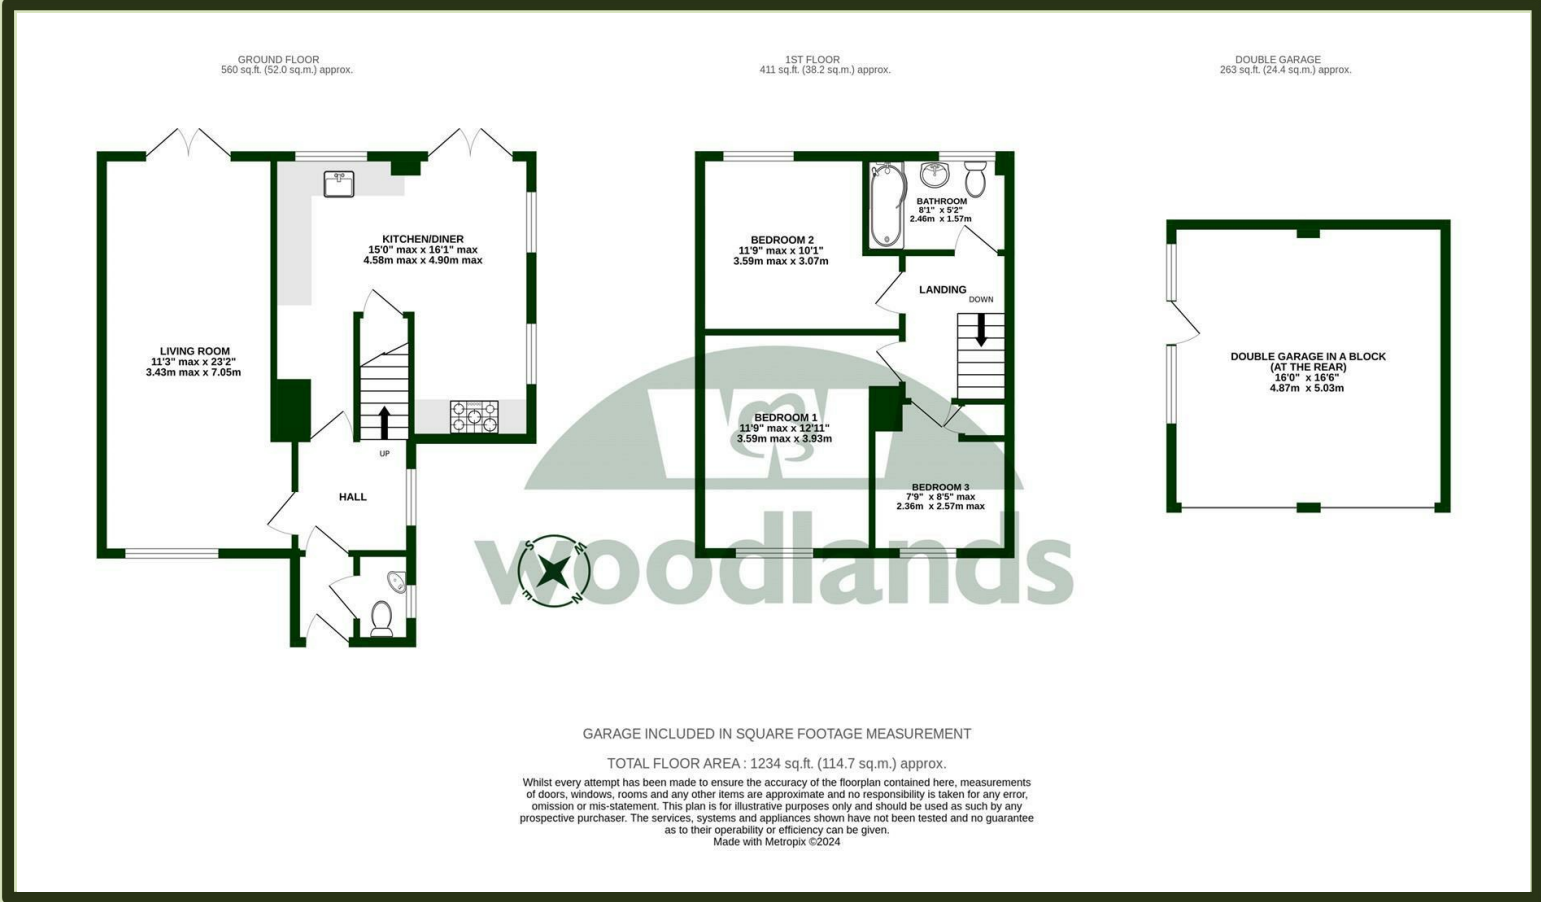 GROUND FLOOR
560 sq.ft. (52.0 sq.m.) approx.
1ST FLOOR
411 sq.ft. (38.2 sq.m.) approx.
DOUBLE GARAGE
263 sq.ft. (24.4 sq.m.) approx.
KITCHEN/DINER
15'0" max x 16'1" max
4.58m max x 4.90m max
LIVING ROOM
11'3" max x 23'2"
3.43m max x 7.05m
UP
HALL
BATHROOM
8'1" x 5'2"
2.46m x 1.57m
BEDROOM 2
11'9" max x 10'1"
3.59m max x 3.07m
LANDING
DOWN
BEDROOM 1
11'9" max x 12'11"
3.59m max x 3.93m
BEDROOM 3
7'9" x 8'5" max
2.36m x 2.57m max
DOUBLE GARAGE IN A BLOCK
(AT THE REAR)
16'0" x 16'6"
4.87m x 5.03m
woodlands
S
W
E
N
GARAGE INCLUDED IN SQUARE FOOTAGE MEASUREMENT
TOTAL FLOOR AREA : 1234 sq.ft. (114.7 sq.m.) approx.
Whilst every attempt has been made to ensure the accuracy of the floorplan contained here, measurements
of doors, windows, rooms and any other items are approximate and no responsibility is taken for any error,
omission or mis-statement. This plan is for illustrative purposes only and should be used as such by any
prospective purchaser. The services, systems and appliances shown have not been tested and no guarantee
as to their operability or efficiency can be given.
Made with Metropix ©2024